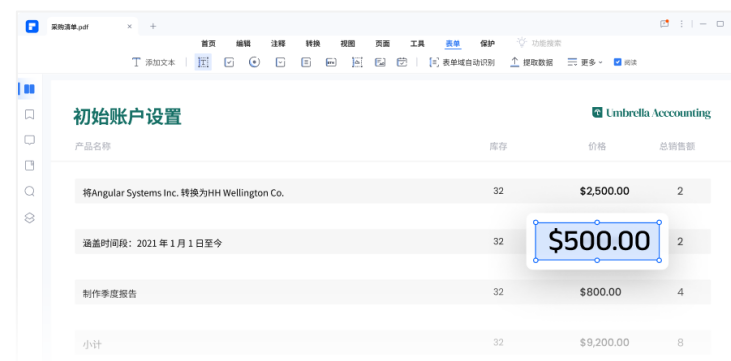 采购清单.pdf
首页 编辑 注释 转换 视图 页面 工具 表单 保护 功能搜索
添加文本 表单域自动识别 提取数据 更多 阅读
初始账户设置
Umbrella Acccounting
产品名称 库存 价格 总销售额
将Angular Systems Inc. 转换为HH Wellington Co. 32 $2,500.00 2
涵盖时间段：2021 年 1 月 1 日至今 32 $500.00 2
制作季度报告 32 $800.00 4
小计 32 $9,200.00 8